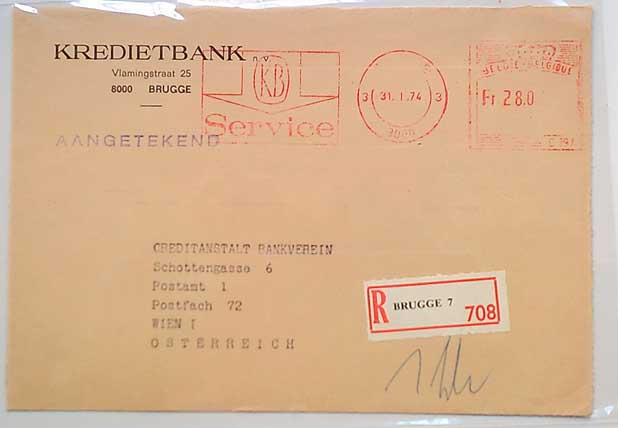 KREDIETBANK
Vlamingstraat 25
8000 BRUGGE
AANGETEKEND
KB
Service
3 31.1.74 3
BELGIE-BELGIQUE
Fr 28.0
CREDITANSTALT BANKVEREIN
Schottengasse 6
Postamt 1
Postfach 72
WIEN I
OSTERREICH
R BRUGGE 7 708